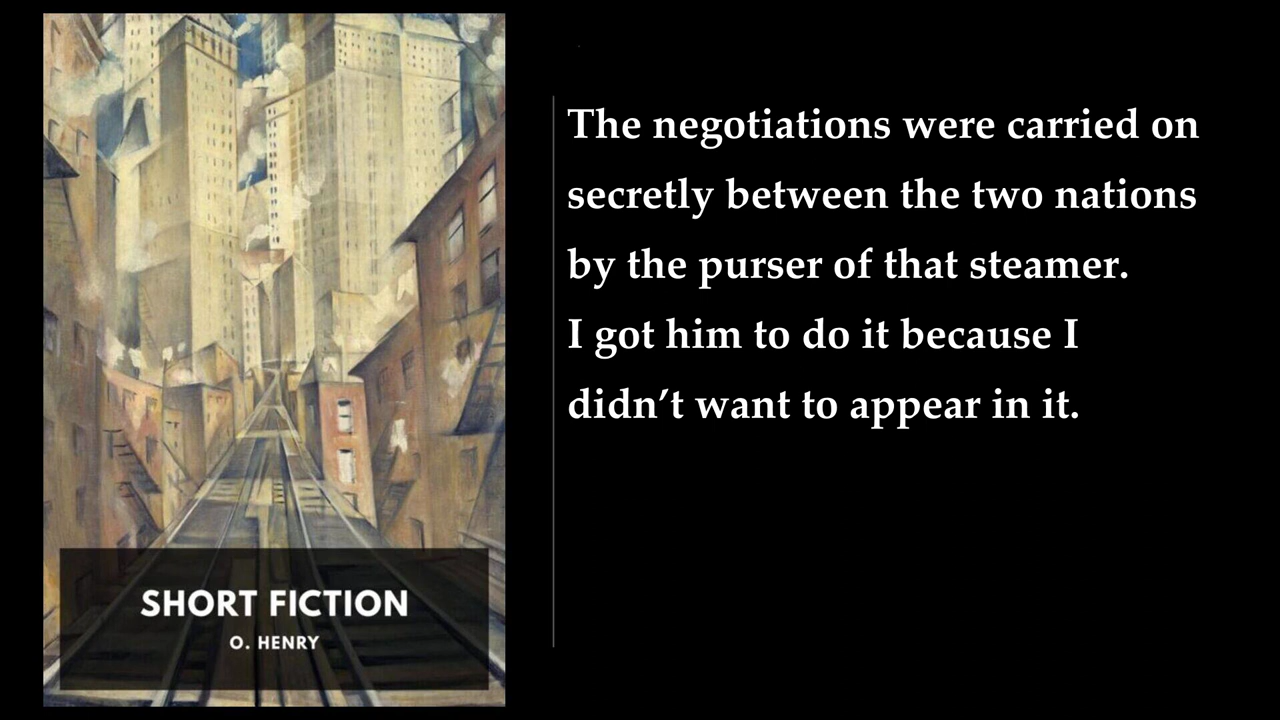 SHORT FICTION
O. HENRY
The negotiations were carried on
secretly between the two nations
by the purser of that steamer.
I got him to do it because I
didn’t want to appear in it.